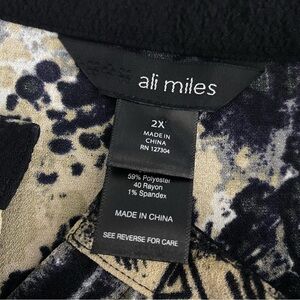 ali miles
2X
MADE IN
CHINA
RN 127304
59% Polyester
40 Rayon
1% Spandex
MADE IN CHINA
SEE REVERSE FOR CARE